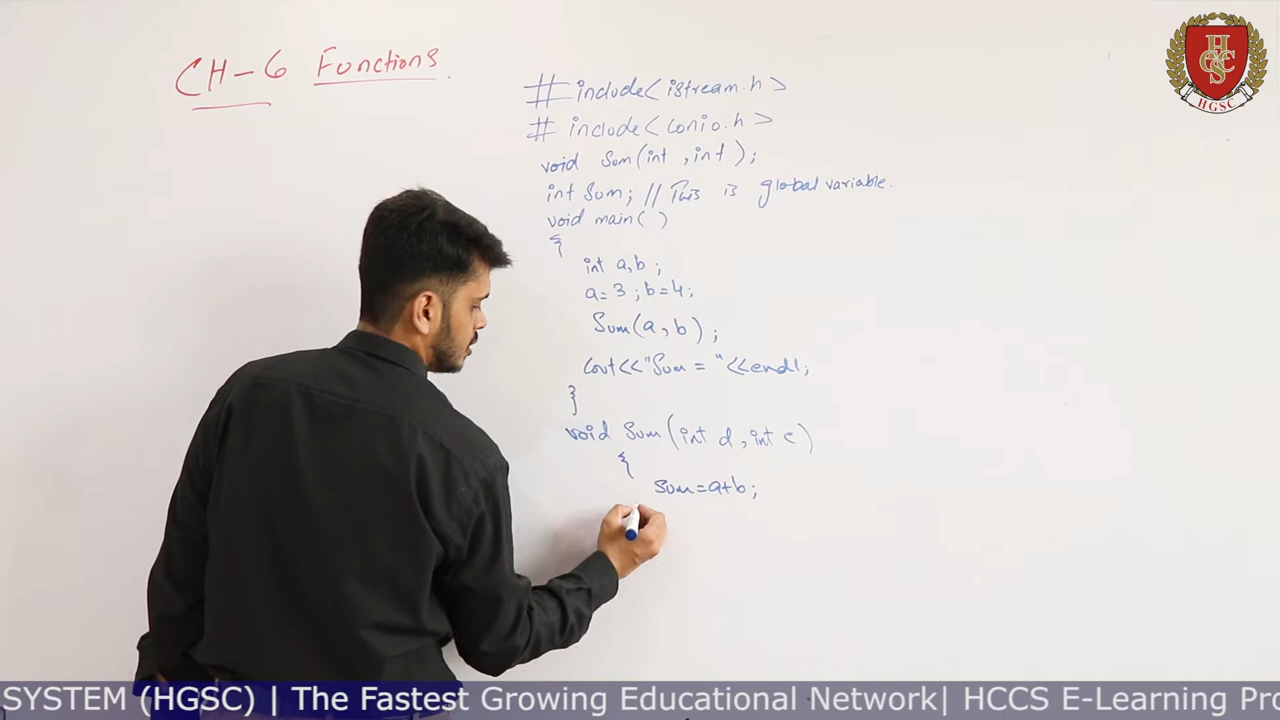 CH-6 Functions.
# include< istream.h >
# include< conio.h >
void Sum(int ,int );
int Sum; // This is global variable.
void main( )
{
int a,b ;
a=3 ; b=4;
Sum(a, b) ;
Cout<<"Sum = "<<endl;
}
void Sum(int d, int c)
{
Sum=a+b;
HGSC
SYSTEM (HGSC) | The Fastest Growing Educational Network| HCCS E-Learning Pro